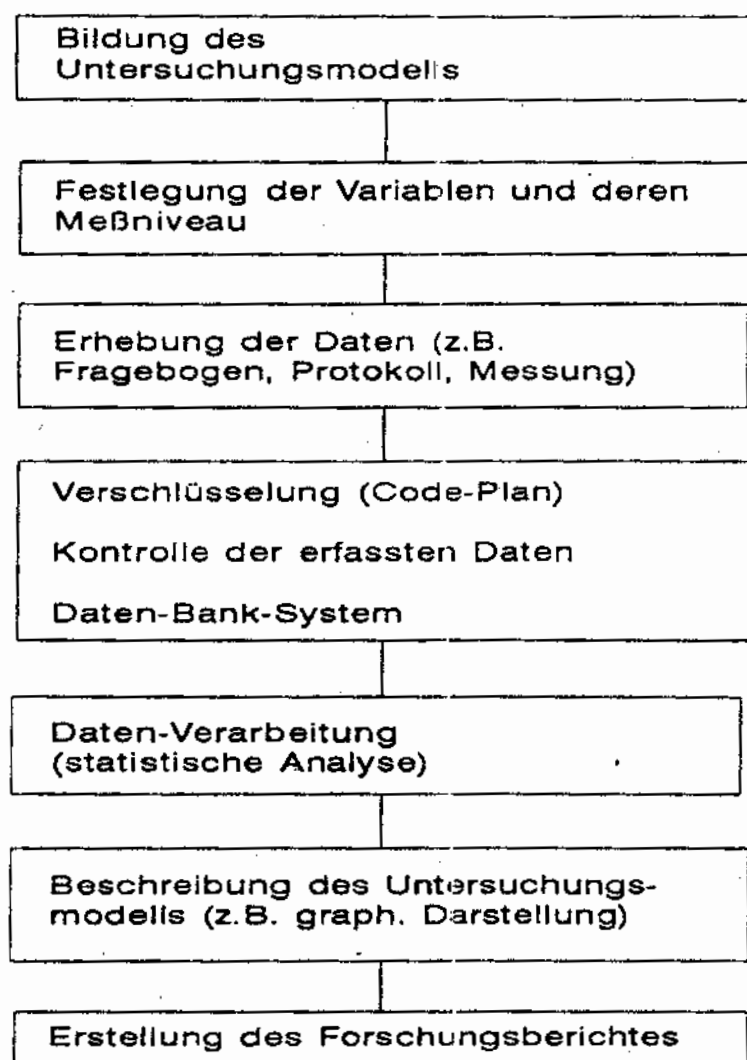 Bildung des
Untersuchungsmodells
Festlegung der Variablen und deren
Meßniveau
Erhebung der Daten (z.B.
Fragebogen, Protokoll, Messung)
Verschlüsselung (Code-Plan)
Kontrolle der erfassten Daten
Daten-Bank-System
Daten-Verarbeitung
(statistische Analyse)
Beschreibung des Untersuchungs-
modells (z.B. graph. Darstellung)
Erstellung des Forschungsberichtes